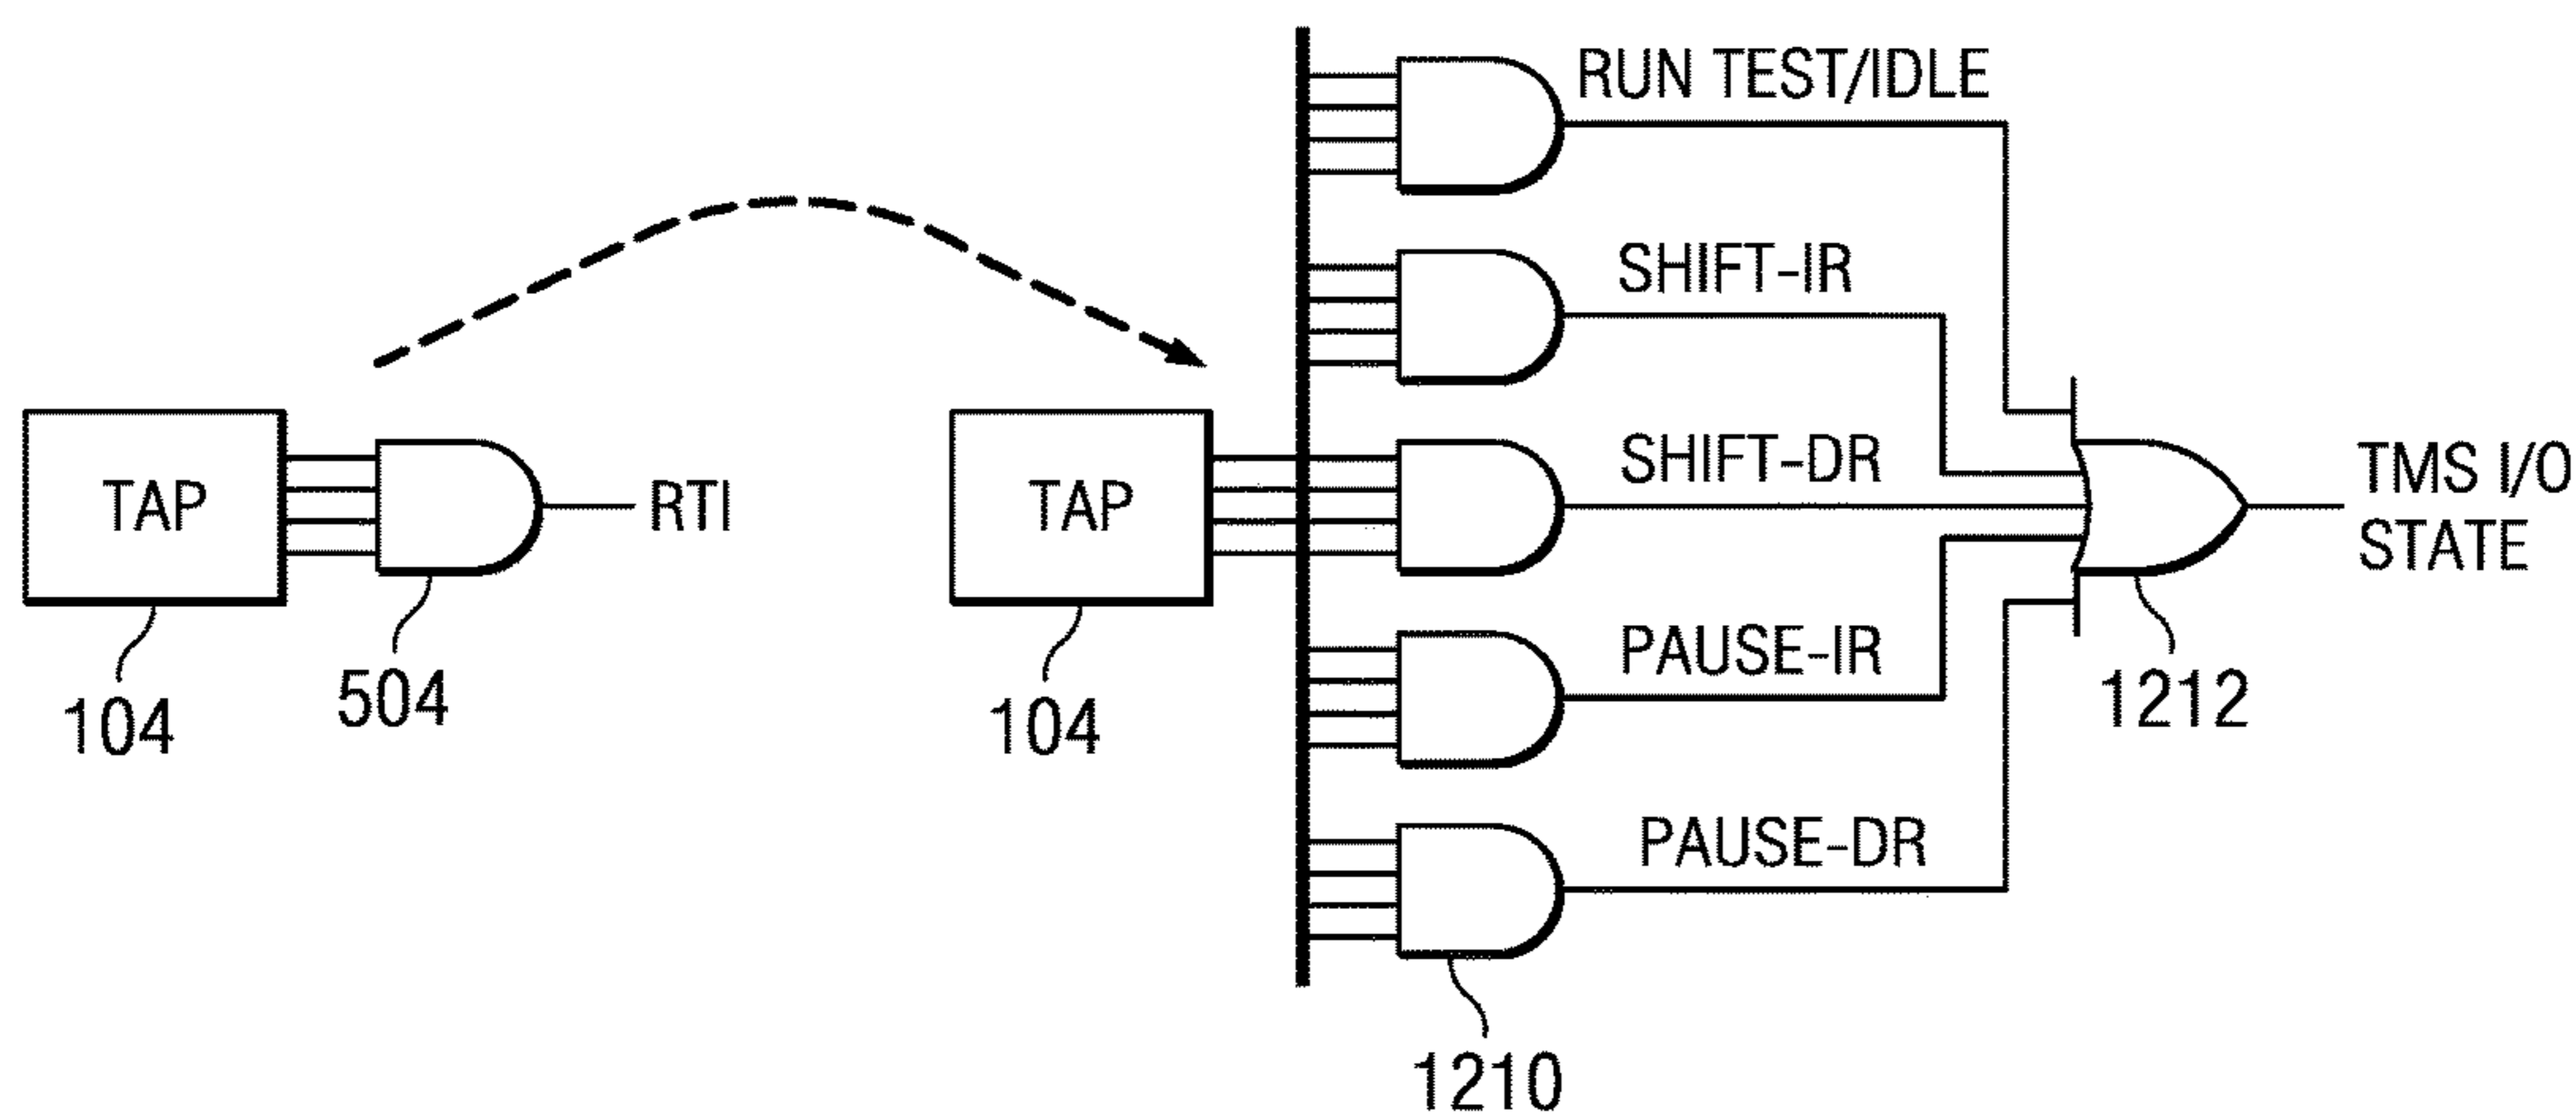 RUN TEST/IDLE
SHIFT-IR
TAP
RTI
TAP
SHIFT-DR
TMS I/O
STATE
104
504
104
PAUSE-IR
1212
PAUSE-DR
1210